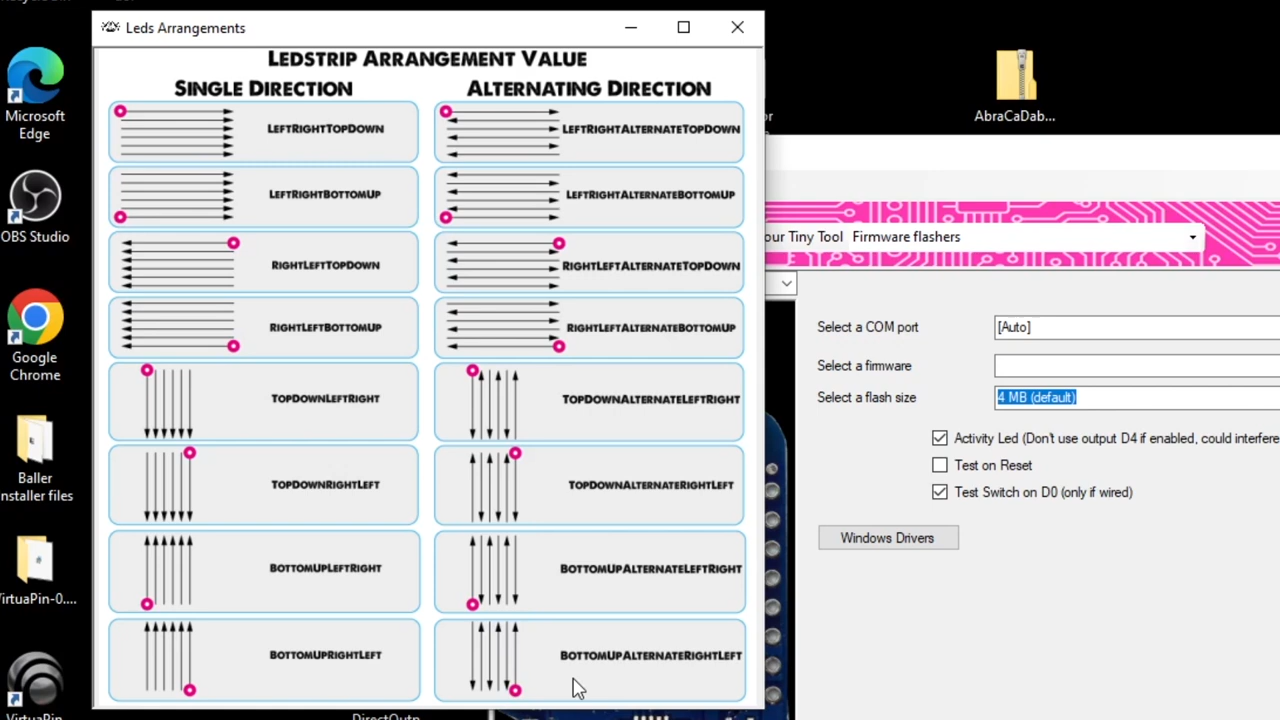 Leds Arrangements
LEDSTRIP ARRANGEMENT VALUE
SINGLE DIRECTION
ALTERNATING DIRECTION
LEFTRIGHTTOPDOWN
LEFTRIGHTALTERNATETOPDOWN
LEFTRIGHTBOTTOMUP
LEFTRIGHTALTERNATEBOTTOMUP
RIGHTLEFTTOPDOWN
RIGHTLEFTALTERNATETOPDOWN
RIGHTLEFTBOTTOMUP
RIGHTLEFTALTERNATEBOTTOMUP
TOPDOWNLEFTRIGHT
TOPDOWNALTERNATELEFTRIGHT
TOPDOWNRIGHTLEFT
TOPDOWNALTERNATERIGHTLEFT
BOTTOMUPLEFTRIGHT
BOTTOMUPALTERNATELEFTRIGHT
BOTTOMUPRIGHTLEFT
BOTTOMUPALTERNATERIGHTLEFT
Microsoft
Edge
OBS Studio
Google
Chrome
Baller
nstaller files
VirtuaPin
AbraCaDab...
our Tiny Tool
Firmware flashers
Select a COM port
[Auto]
Select a firmware
Select a flash size
4 MB (default)
Activity Led (Don't use output D4 if enabled, could interfere
Test on Reset
Test Switch on D0 (only if wired)
Windows Drivers